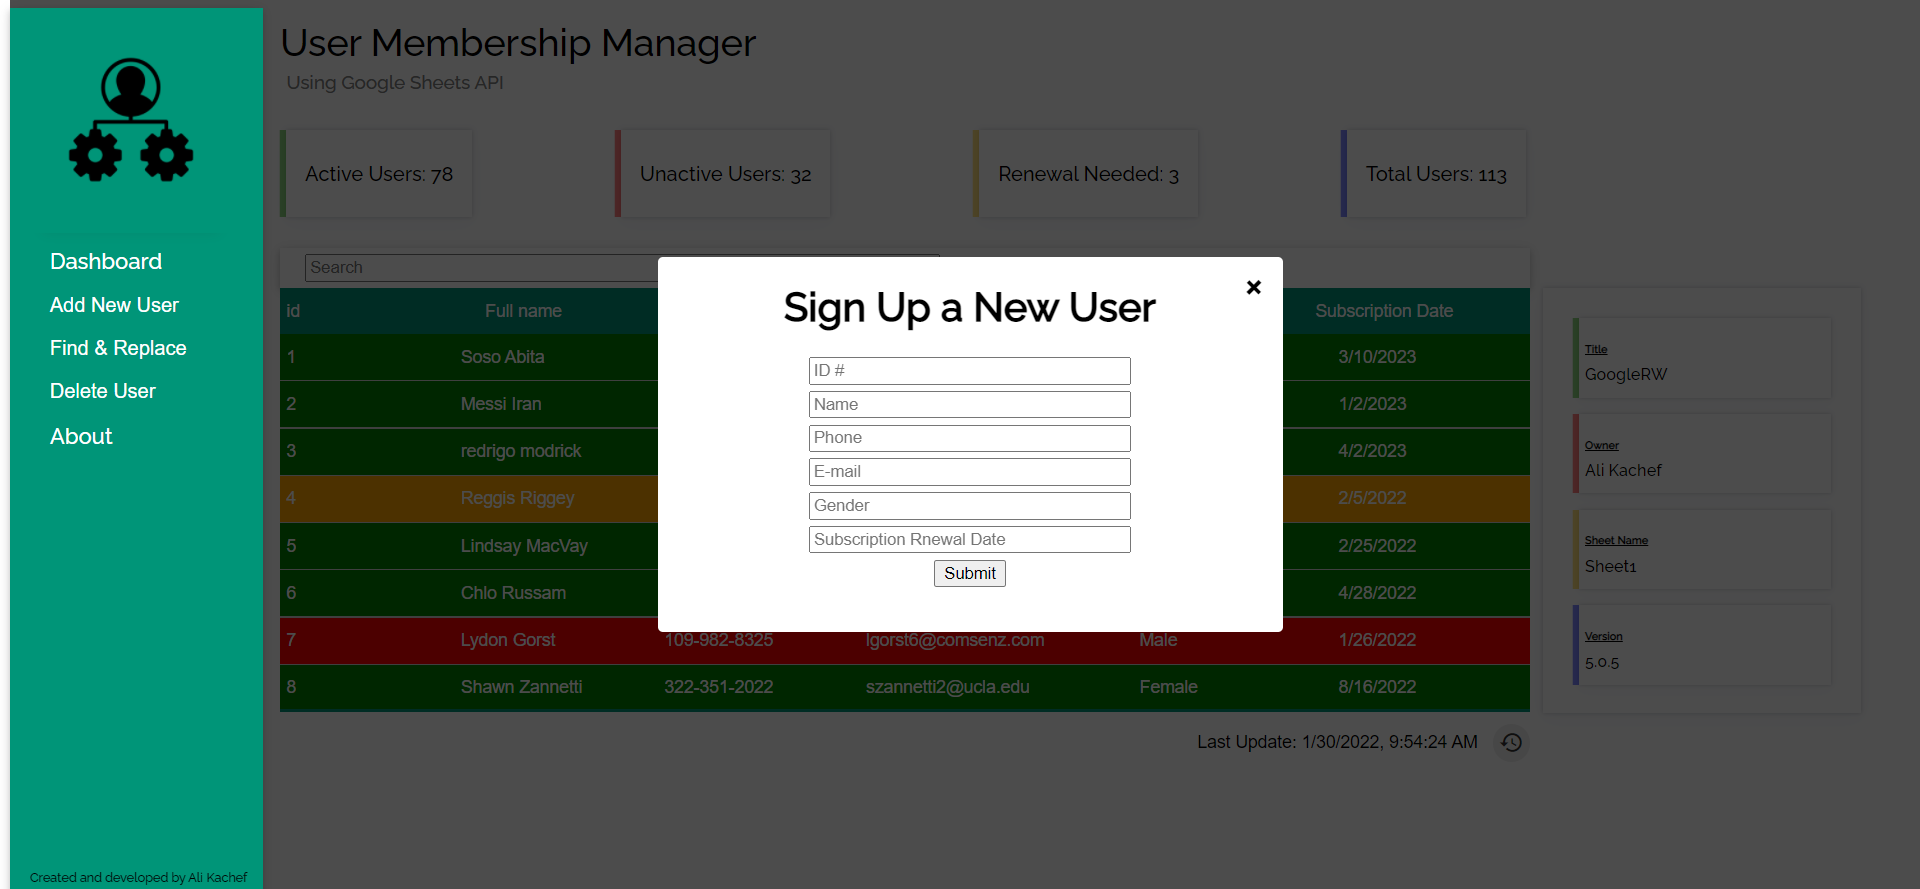 User Membership Manager
Using Google Sheets API
Active Users: 78
Unactive Users: 32
Renewal Needed: 3
Total Users: 113
Dashboard
Add New User
Find & Replace
Delete User
About
Created and developed by Ali Kachef
Search
id Full name Subscription Date
1 Soso Abita 3/10/2023
2 Messi Iran 1/2/2023
3 redrigo modrick 4/2/2023
4 Reggis Riggey 2/5/2022
5 Lindsay MacVay 2/25/2022
6 Chlo Russam 4/28/2022
7 Lydon Gorst 109-982-8325 lgorst6@comsenz.com Male 1/26/2022
8 Shawn Zannetti 322-351-2022 szannetti2@ucla.edu Female 8/16/2022
Last Update: 1/30/2022, 9:54:24 AM
Sign Up a New User
×
ID #
Name
Phone
E-mail
Gender
Subscription Rnewal Date
Submit
Title
GoogleRW
Owner
Ali Kachef
Sheet Name
Sheet1
Version
5.0.5